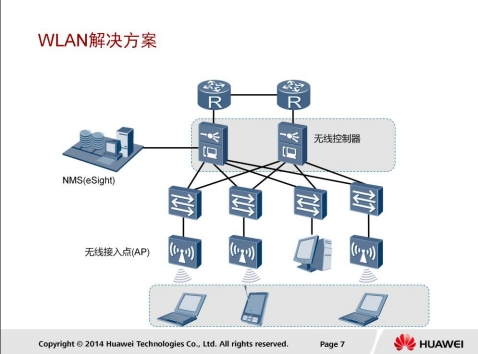 WLAN解决方案
R
R
无线控制器
NMS(eSight)
无线接入点(AP)
Copyright © 2014 Huawei Technologies Co., Ltd. All rights reserved.
Page 7
HUAWEI